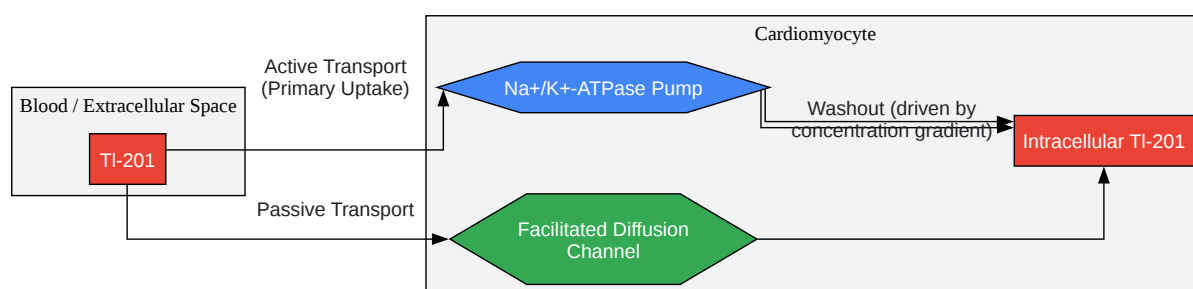 Cardiomyocyte
Active Transport
(Primary Uptake)
Na+/K+-ATPase Pump
Blood / Extracellular Space
Washout (driven by
concentration gradient)
Tl-201
Intracellular Tl-201
Passive Transport
Facilitated Diffusion
Channel